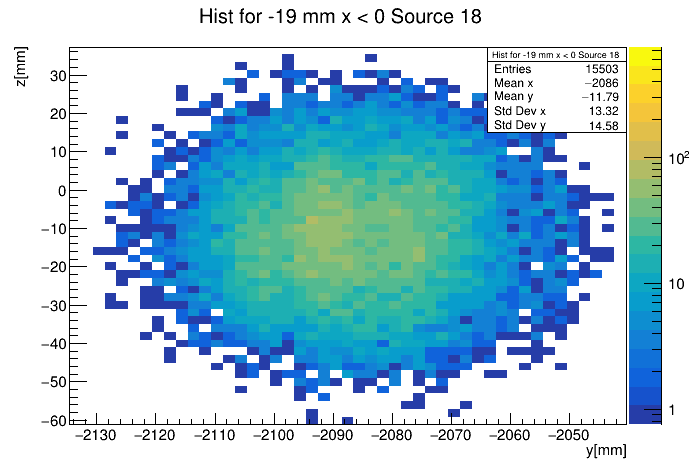 Hist for -19 mm x < 0 Source 18
z[mm]
Hist for -19 mm x < 0 Source 18
Entries 15503
Mean x −2086
Mean y −11.79
Std Dev x 13.32
Std Dev y 14.58
30
20
10
0
−10
−20
−30
−40
−50
−60
10²
10
1
−2130 −2120 −2110 −2100 −2090 −2080 −2070 −2060 −2050
y[mm]